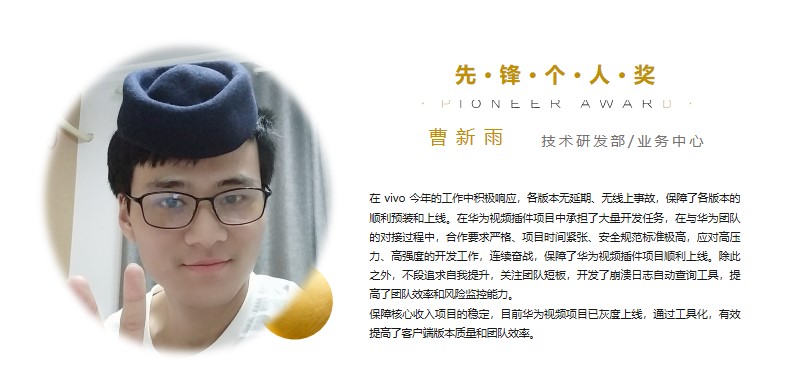 先·锋·个·人·奖
· PIONEER AWARD ·
曹新雨 技术研发部/业务中心
在 vivo 今年的工作中积极响应，各版本无延期、无线上事故，保障了各版本的
顺利预装和上线。在华为视频插件项目中承担了大量开发任务，在与华为团队
的对接过程中，合作要求严格、项目时间紧张、安全规范标准极高，应对高压
力、高强度的开发工作，连续奋战，保障了华为视频插件项目顺利上线。除此
之外，不段追求自我提升，关注团队短板，开发了崩溃日志自动查询工具，提
高了团队效率和风险监控能力。
保障核心收入项目的稳定，目前华为视频项目已灰度上线，通过工具化，有效
提高了客户端版本质量和团队效率。